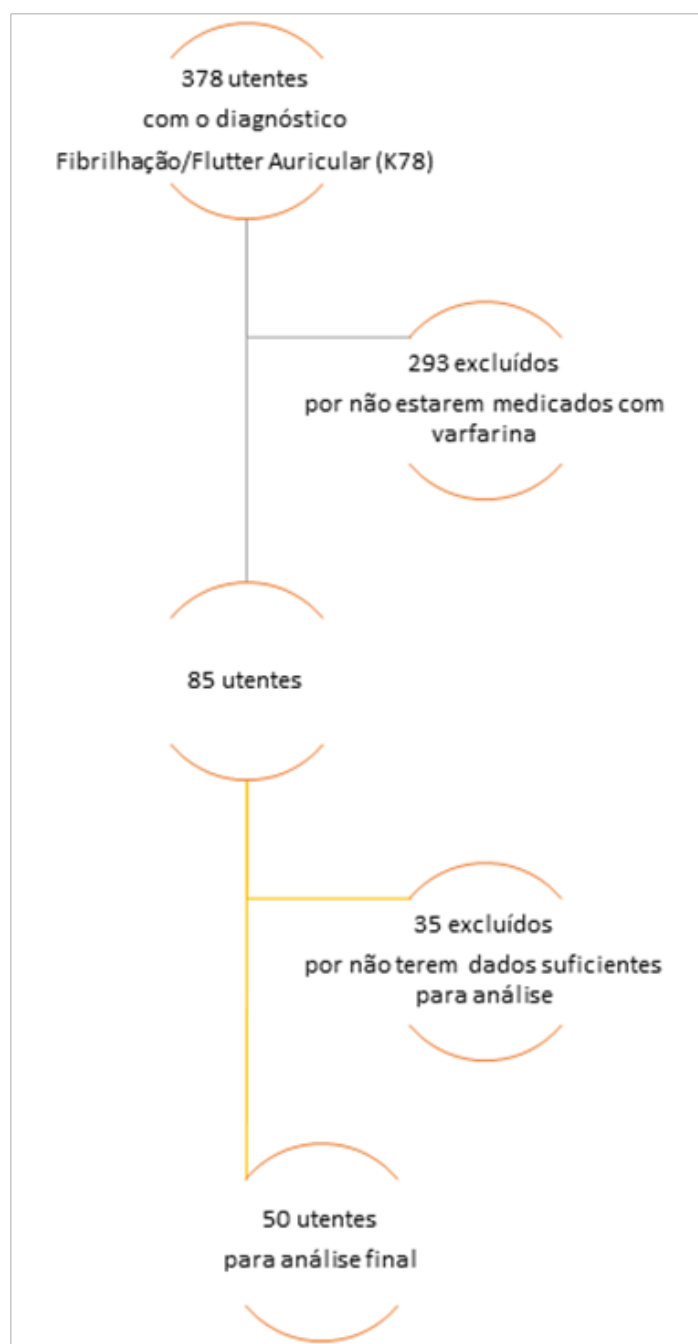 378 utentes
com o diagnóstico
Fibrilhação/Flutter Auricular (K78)
293 excluídos
por não estarem medicados com
varfarina
85 utentes
35 excluídos
por não terem dados suficientes
para análise
50 utentes
para análise final